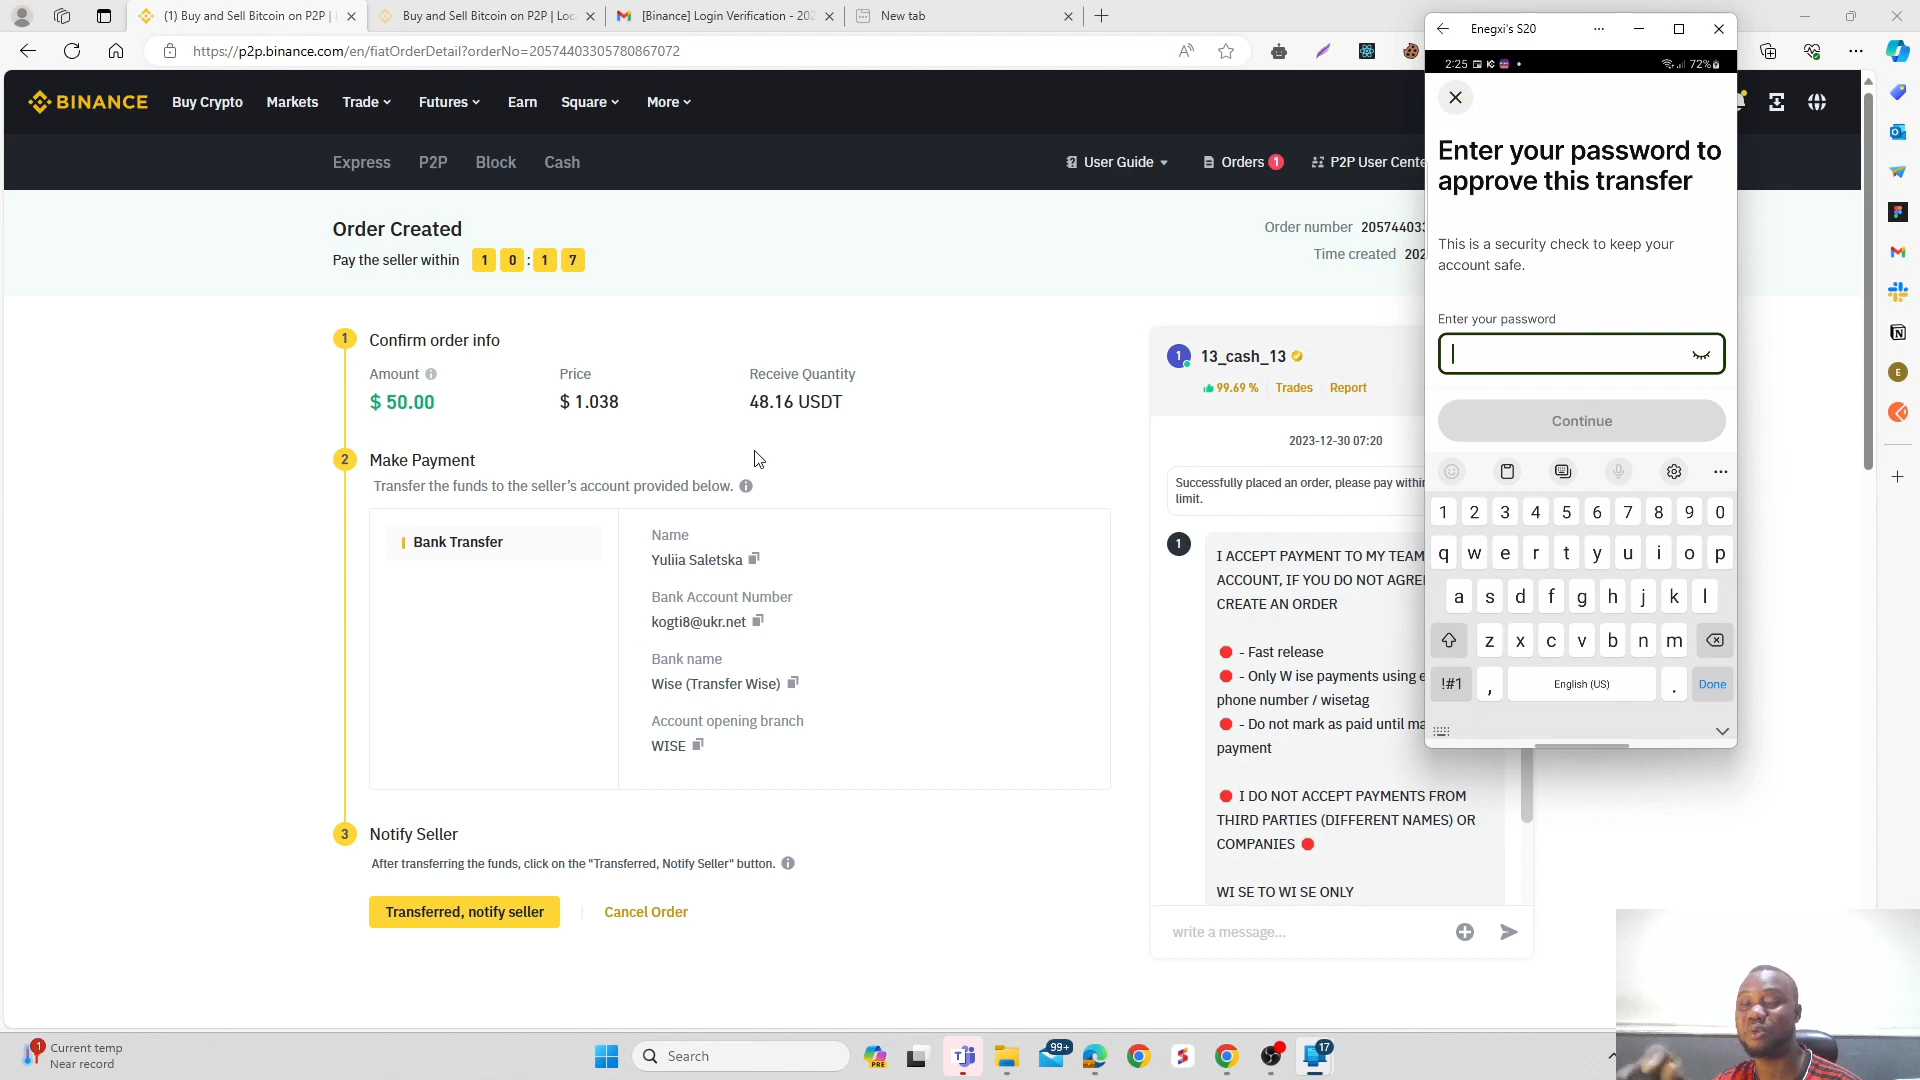 (1) Buy and Sell Bitcoin on P2P |
Buy and Sell Bitcoin on P2P | Loc
[Binance] Login Verification - 202
New tab
https://p2p.binance.com/en/fiatOrderDetail?orderNo=20574403305780867072
BINANCE
Buy Crypto Markets Trade Futures Earn Square More
Express P2P Block Cash
User Guide Orders 1 P2P User Cente
Order Created
Pay the seller within 1 0 : 1 7
Order number 205744033
Time created 202
1 Confirm order info
Amount Price Receive Quantity
$ 50.00 $ 1.038 48.16 USDT
2 Make Payment
Transfer the funds to the seller's account provided below.
Bank Transfer
Name
Yuliia Saletska
Bank Account Number
kogti8@ukr.net
Bank name
Wise (Transfer Wise)
Account opening branch
WISE
3 Notify Seller
After transferring the funds, click on the "Transferred, Notify Seller" button.
Transferred, notify seller
Cancel Order
1 13_cash_13
99.69 % Trades Report
2023-12-30 07:20
Successfully placed an order, please pay within
limit.
1
I ACCEPT PAYMENT TO MY TEAM
ACCOUNT, IF YOU DO NOT AGRE
CREATE AN ORDER
- Fast release
- Only W ise payments using e
phone number / wisetag
- Do not mark as paid until ma
payment
I DO NOT ACCEPT PAYMENTS FROM
THIRD PARTIES (DIFFERENT NAMES) OR
COMPANIES
WI SE TO WI SE ONLY
write a message...
Enegxi's S20
2:25
72%
Enter your password to
approve this transfer
This is a security check to keep your
account safe.
Enter your password
Continue
1 2 3 4 5 6 7 8 9 0
q w e r t y u i o p
a s d f g h j k l
z x c v b n m
!#1 , English (US) . Done
E
1
Current temp
Near record
Search
PRE
99+
17